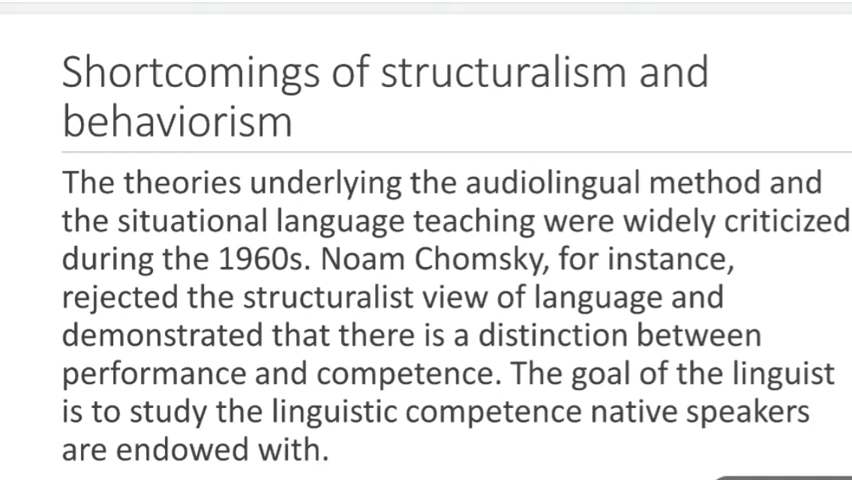 Shortcomings of structuralism and
behaviorism
The theories underlying the audiolingual method and
the situational language teaching were widely criticized
during the 1960s. Noam Chomsky, for instance,
rejected the structuralist view of language and
demonstrated that there is a distinction between
performance and competence. The goal of the linguist
is to study the linguistic competence native speakers
are endowed with.